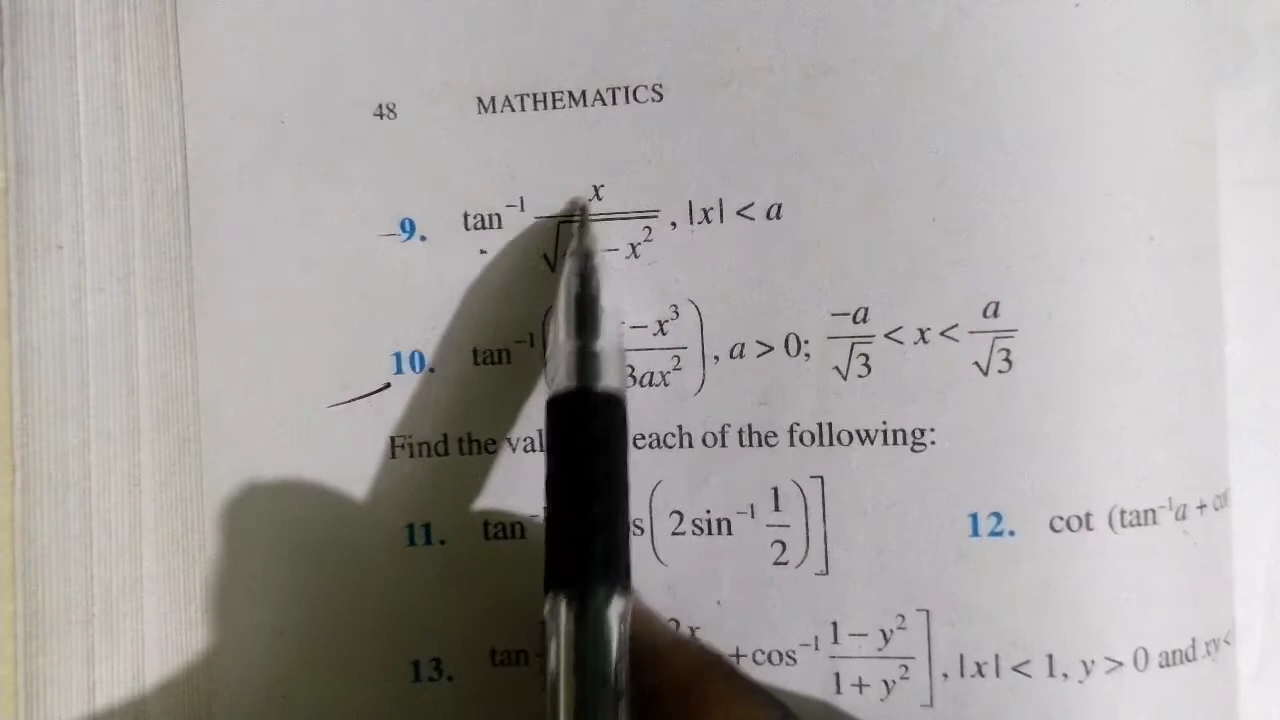 48 MATHEMATICS
9. tan⁻¹ x / √ − x² , |x| < a
10. tan⁻¹ ( − x³ / 3ax² ) , a > 0; −a/√3 < x < a/√3
Find the each of the following:
11. tan ( 2 sin⁻¹ 1/2 ) ]
12. cot (tan⁻¹a +
13. tan + cos⁻¹ 1 − y² / 1 + y² ] , |x| < 1, y > 0 and xy <